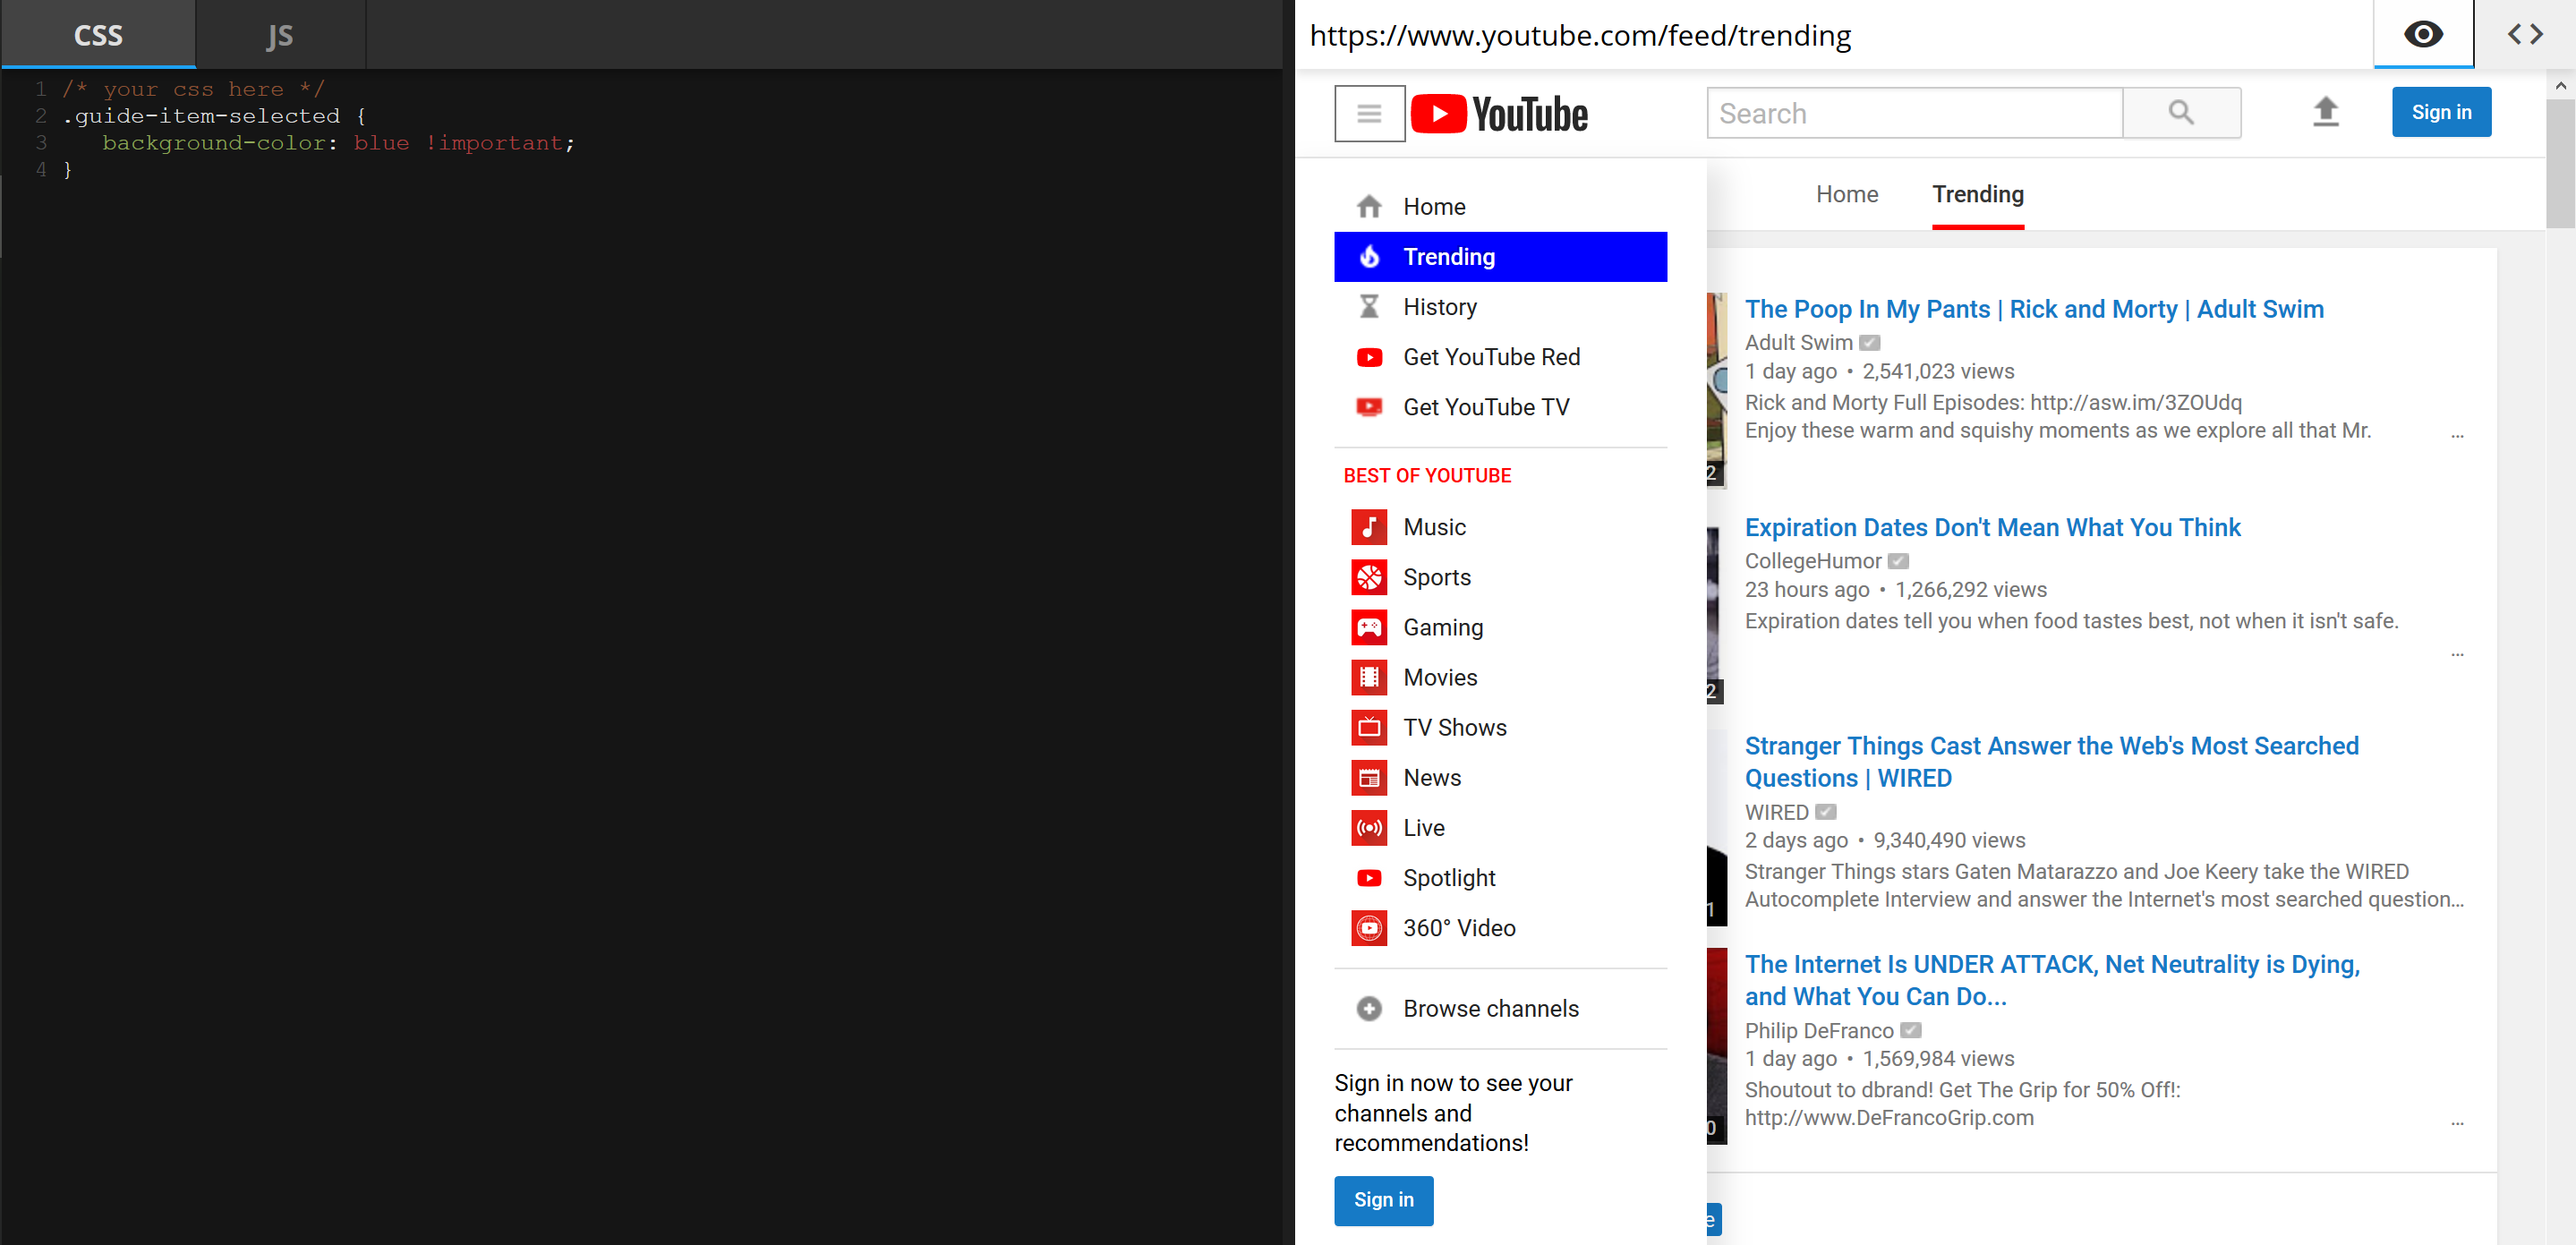 CSS
JS
1 /* your css here */
2 .guide-item-selected {
3 background-color: blue !important;
4 }
https://www.youtube.com/feed/trending
YouTube
Search
Sign in
Home
Trending
History
Get YouTube Red
Get YouTube TV
BEST OF YOUTUBE
Music
Sports
Gaming
Movies
TV Shows
News
Live
Spotlight
360° Video
Browse channels
Sign in now to see your
channels and
recommendations!
Sign in
Home
Trending
The Poop In My Pants | Rick and Morty | Adult Swim
Adult Swim
1 day ago • 2,541,023 views
Rick and Morty Full Episodes: http://asw.im/3ZOUdq
Enjoy these warm and squishy moments as we explore all that Mr. ...
2
Expiration Dates Don't Mean What You Think
CollegeHumor
23 hours ago • 1,266,292 views
Expiration dates tell you when food tastes best, not when it isn't safe.
...
2
Stranger Things Cast Answer the Web's Most Searched
Questions | WIRED
WIRED
2 days ago • 9,340,490 views
Stranger Things stars Gaten Matarazzo and Joe Keery take the WIRED
Autocomplete Interview and answer the Internet's most searched question...
1
The Internet Is UNDER ATTACK, Net Neutrality is Dying,
and What You Can Do...
Philip DeFranco
1 day ago • 1,569,984 views
Shoutout to dbrand! Get The Grip for 50% Off!:
http://www.DeFrancoGrip.com ...
0
e